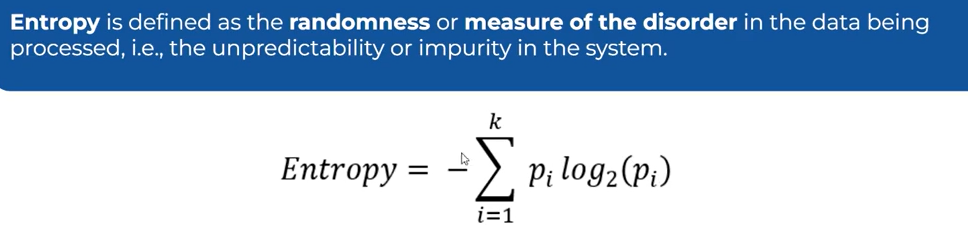 Entropy is defined as the randomness or measure of the disorder in the data being
processed, i.e., the unpredictability or impurity in the system.
Entropy = − ∑_{i=1}^{k} p_i log_2(p_i)